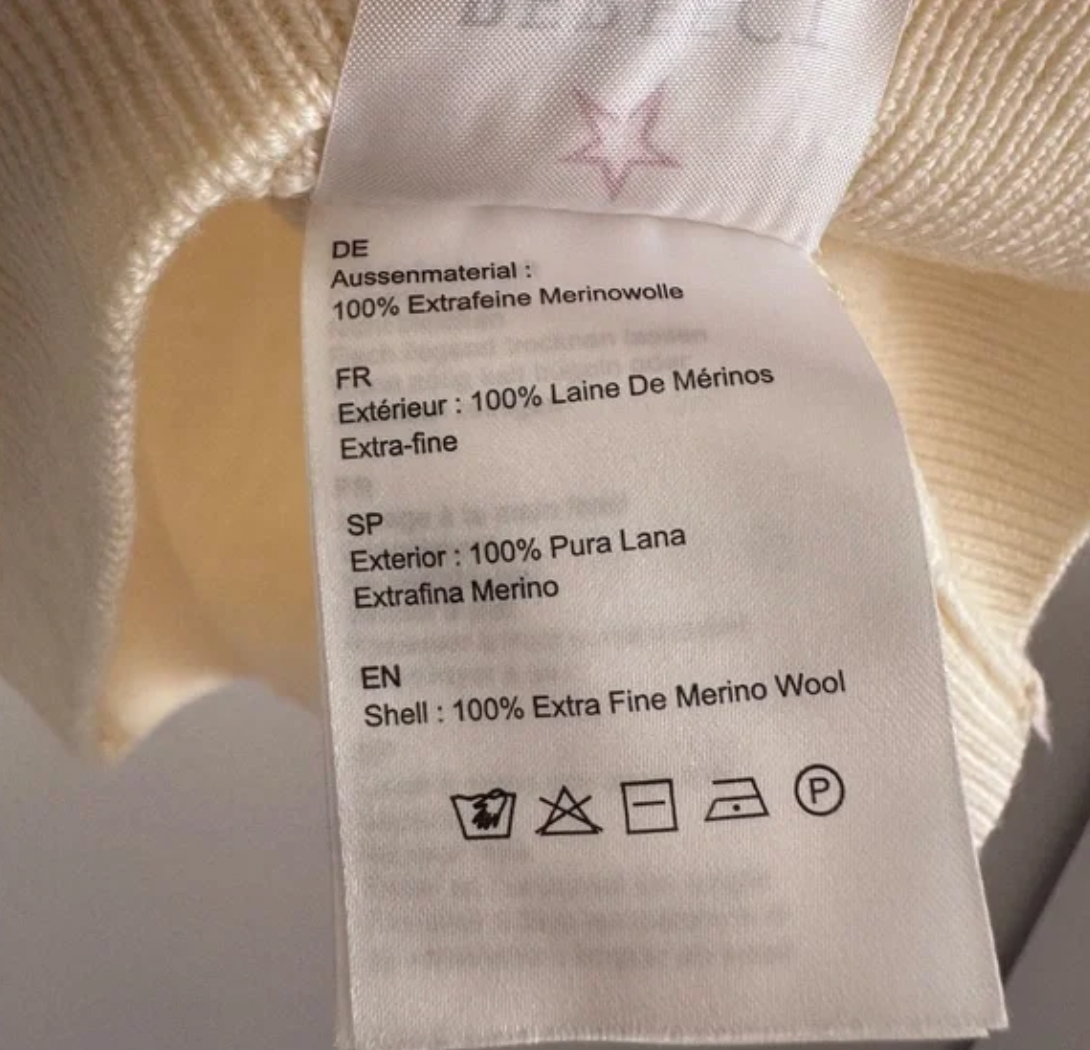 DE
Aussenmaterial :
100% Extrafeine Merinowolle
FR
Extérieur : 100% Laine De Mérinos
Extra-fine
SP
Exterior : 100% Pura Lana
Extrafina Merino
EN
Shell : 100% Extra Fine Merino Wool
P